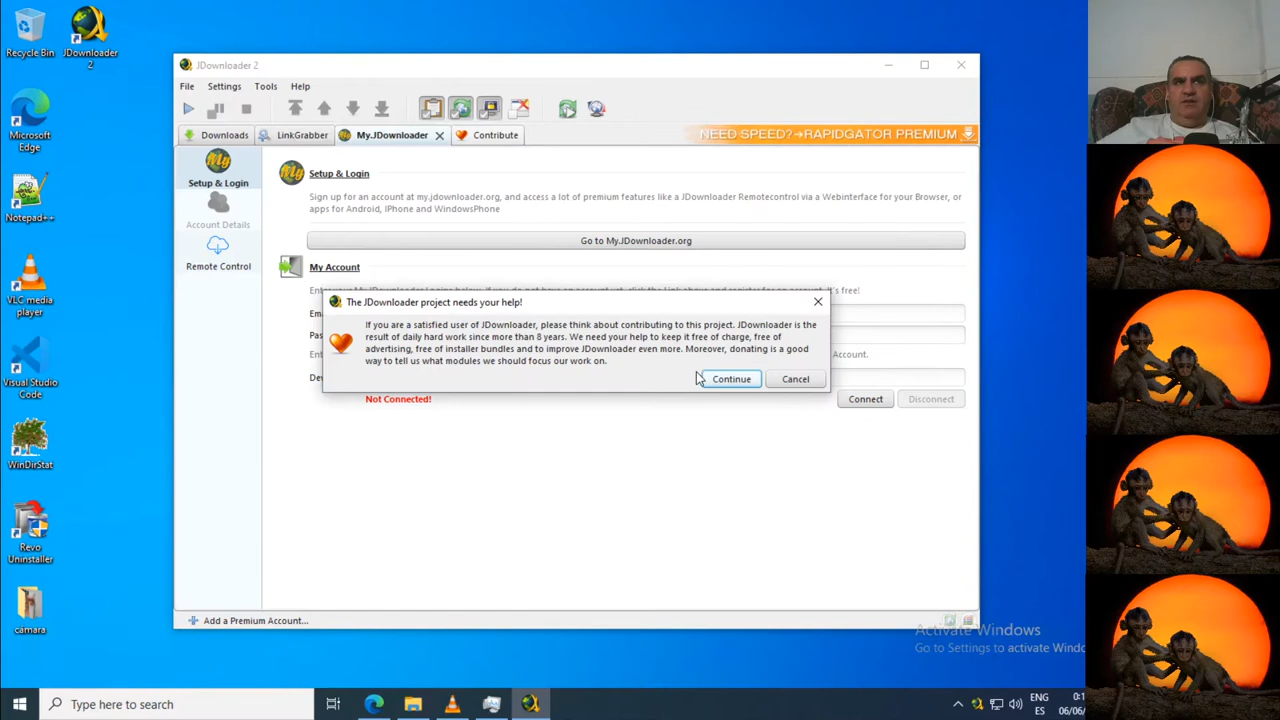 Recycle Bin
JDownloader 2
Microsoft Edge
Notepad++
VLC media player
Visual Studio Code
WinDirStat
Revo Uninstaller
camara
JDownloader 2
File Settings Tools Help
Downloads LinkGrabber My.JDownloader Contribute
NEED SPEED?→RAPIDGATOR PREMIUM
My
Setup & Login
Account Details
Remote Control
My
Setup & Login
Sign up for an account at my.jdownloader.org, and access a lot of premium features like a JDownloader Remotecontrol via a Webinterface for your Browser, or
apps for Android, IPhone and WindowsPhone
Go to My.JDownloader.org
My Account
The JDownloader project needs your help!
If you are a satisfied user of JDownloader, please think about contributing to this project. JDownloader is the
result of daily hard work since more than 8 years. We need your help to keep it free of charge, free of
advertising, free of installer bundles and to improve JDownloader even more. Moreover, donating is a good
way to tell us what modules we should focus our work on.
Continue Cancel
Account.
Not Connected!
Connect Disconnect
Add a Premium Account...
Activate Windows
Go to Settings to activate Windo
Type here to search
ENG
ES
0:1
06/06/